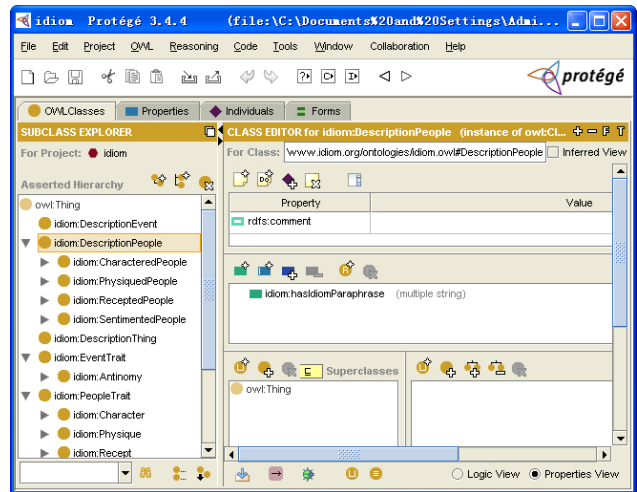 idiom Protégé 3.4.4 (file:\C:\Documents%20and%20Settings\Admi...
File Edit Project OWL Reasoning Code Tools Window Collaboration Help
protégé
OWLClasses Properties Individuals Forms
SUBCLASS EXPLORER
For Project: idiom
Asserted Hierarchy
owl:Thing
idiom:DescriptionEvent
idiom:DescriptionPeople
idiom:CharacteredPeople
idiom:PhysiquedPeople
idiom:ReceptedPeople
idiom:SentimentedPeople
idiom:DescriptionThing
idiom:EventTrait
idiom:Antinomy
idiom:PeopleTrait
idiom:Character
idiom:Physique
idiom:Recept
CLASS EDITOR for idiom:DescriptionPeople (instance of owl:Cl...
For Class: www.idiom.org/ontologies/idiom.owl#DescriptionPeople Inferred View
Property Value
rdfs:comment
idiom:hasIdiomParaphrase (multiple string)
Superclasses
owl:Thing
Logic View Properties View